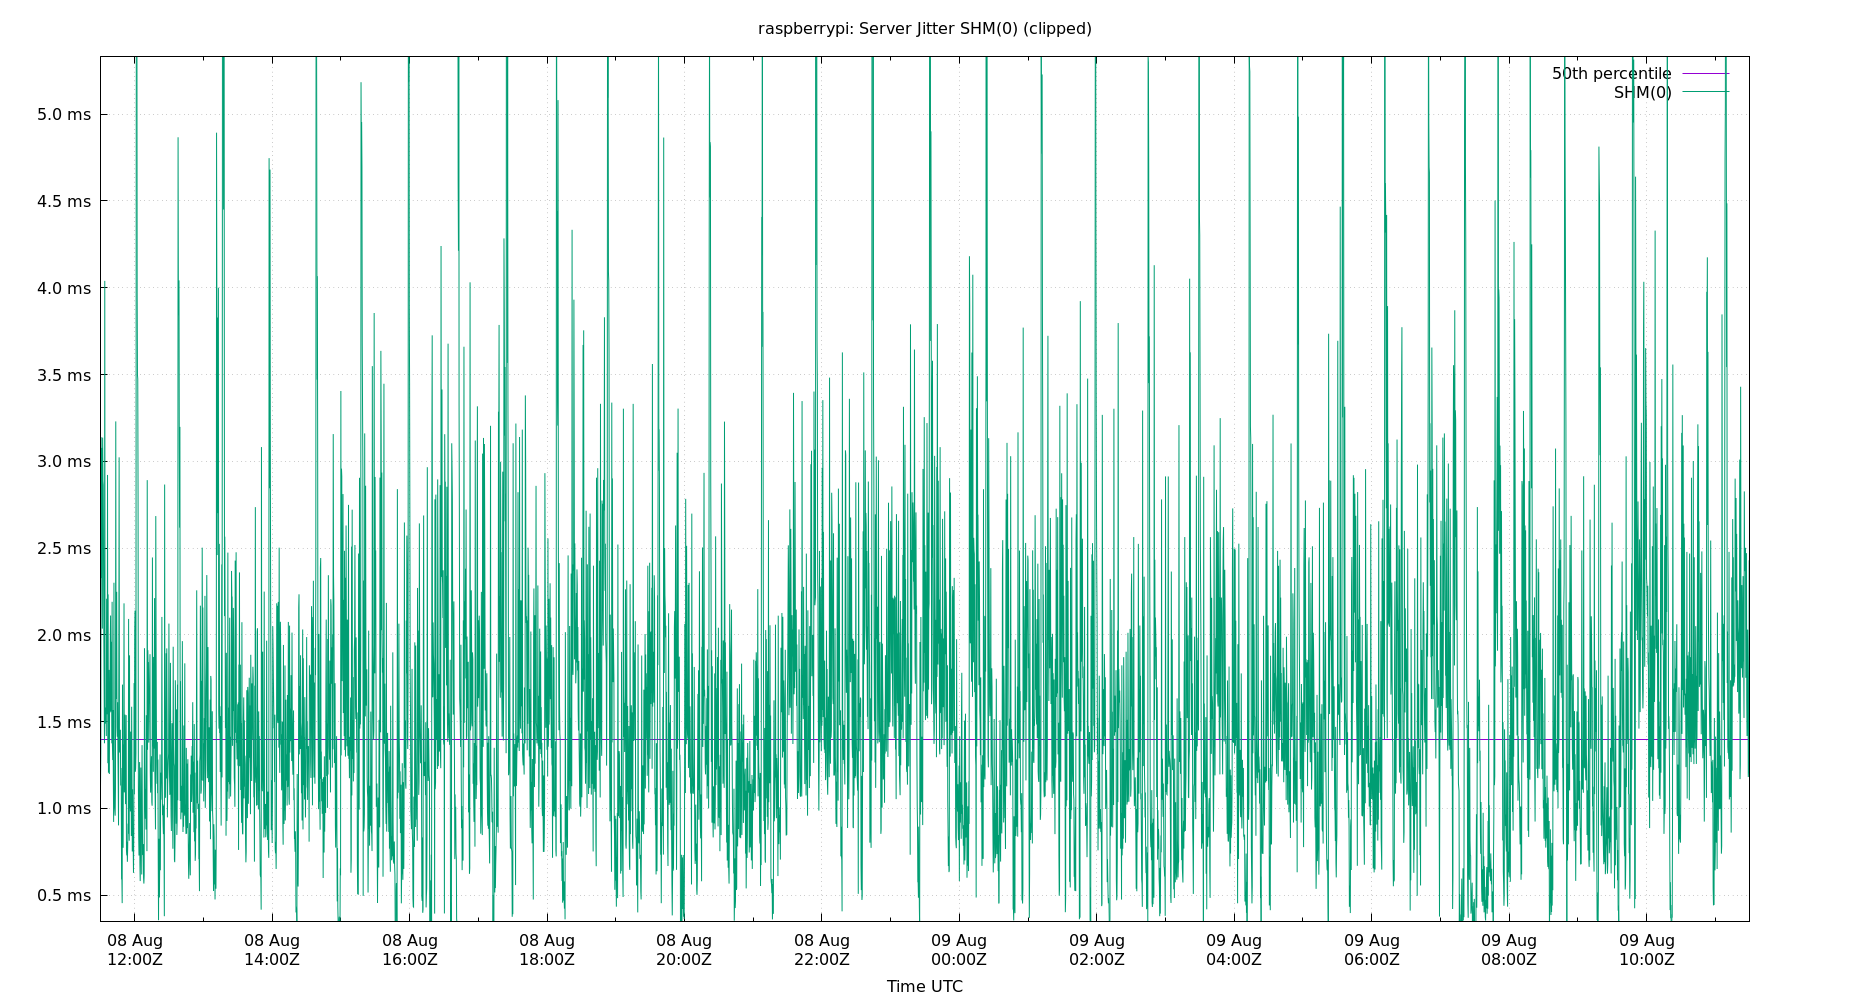 raspberrypi: Server Jitter SHM(0) (clipped)
50th percentile
SHM(0)
5.0 ms
4.5 ms
4.0 ms
3.5 ms
3.0 ms
2.5 ms
2.0 ms
1.5 ms
1.0 ms
0.5 ms
08 Aug 08 Aug 08 Aug 08 Aug 08 Aug 08 Aug 09 Aug 09 Aug 09 Aug 09 Aug 09 Aug 09 Aug
12:00Z 14:00Z 16:00Z 18:00Z 20:00Z 22:00Z 00:00Z 02:00Z 04:00Z 06:00Z 08:00Z 10:00Z
Time UTC